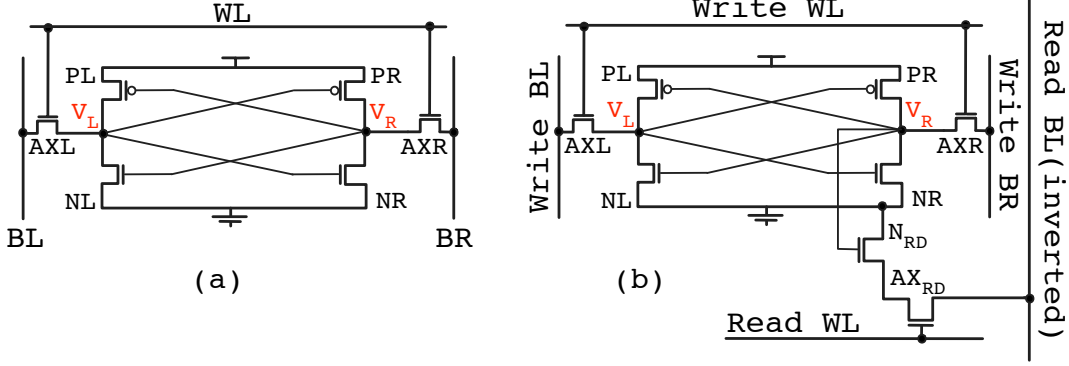 WL
PL
PR
V_L
V_R
AXL
AXR
NL
NR
BL
BR
(a)
Write WL
Write BL
PL
PR
V_L
V_R
AXL
AXR
NL
NR
Write BR
N_RD
AX_RD
Read WL
Read BL(inverted)
(b)